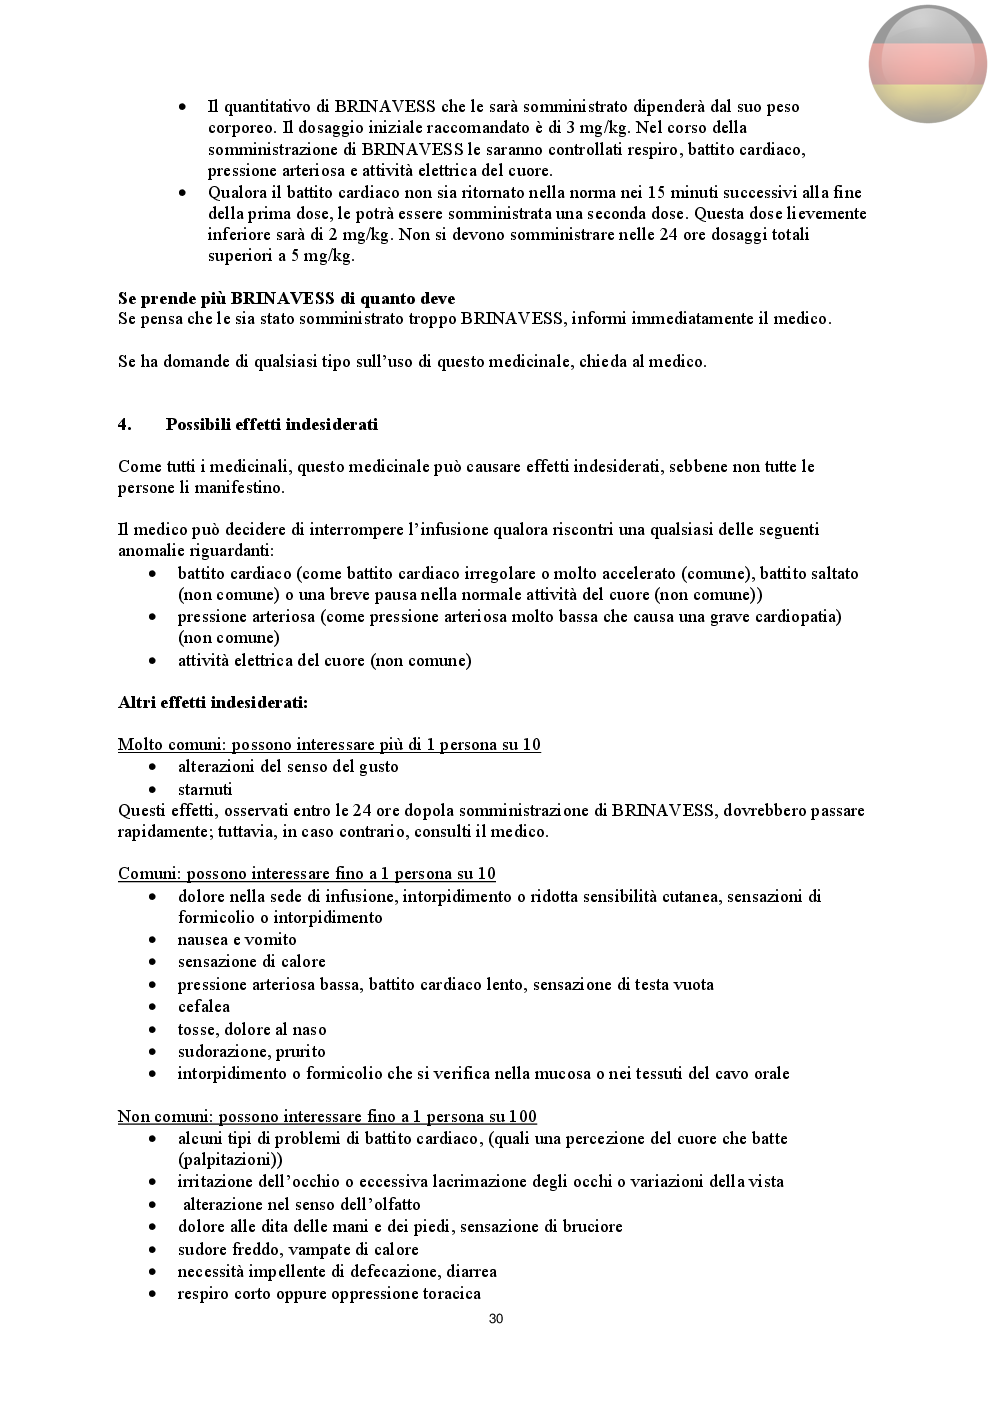 • Il quantitativo di BRINAVESS che le sarà somministrato dipenderà dal suo peso
corporeo. Il dosaggio iniziale raccomandato è di 3 mg/kg. Nel corso della
somministrazione di BRINAVESS le saranno controllati respiro, battito cardiaco,
pressione arteriosa e attività elettrica del cuore.
• Qualora il battito cardiaco non sia ritornato nella norma nei 15 minuti successivi alla fine
della prima dose, le potrà essere somministrata una seconda dose. Questa dose lievemente
inferiore sarà di 2 mg/kg. Non si devono somministrare nelle 24 ore dosaggi totali
superiori a 5 mg/kg.
Se prende più BRINAVESS di quanto deve
Se pensa che le sia stato somministrato troppo BRINAVESS, informi immediatamente il medico.
Se ha domande di qualsiasi tipo sull’uso di questo medicinale, chieda al medico.
4. Possibili effetti indesiderati
Come tutti i medicinali, questo medicinale può causare effetti indesiderati, sebbene non tutte le
persone li manifestino.
Il medico può decidere di interrompere l’infusione qualora riscontri una qualsiasi delle seguenti
anomalie riguardanti:
• battito cardiaco (come battito cardiaco irregolare o molto accelerato (comune), battito saltato
(non comune) o una breve pausa nella normale attività del cuore (non comune))
• pressione arteriosa (come pressione arteriosa molto bassa che causa una grave cardiopatia)
(non comune)
• attività elettrica del cuore (non comune)
Altri effetti indesiderati:
Molto comuni: possono interessare più di 1 persona su 10
• alterazioni del senso del gusto
• starnuti
Questi effetti, osservati entro le 24 ore dopola somministrazione di BRINAVESS, dovrebbero passare
rapidamente; tuttavia, in caso contrario, consulti il medico.
Comuni: possono interessare fino a 1 persona su 10
• dolore nella sede di infusione, intorpidimento o ridotta sensibilità cutanea, sensazioni di
formicolio o intorpidimento
• nausea e vomito
• sensazione di calore
• pressione arteriosa bassa, battito cardiaco lento, sensazione di testa vuota
• cefalea
• tosse, dolore al naso
• sudorazione, prurito
• intorpidimento o formicolio che si verifica nella mucosa o nei tessuti del cavo orale
Non comuni: possono interessare fino a 1 persona su 100
• alcuni tipi di problemi di battito cardiaco, (quali una percezione del cuore che batte
(palpitazioni))
• irritazione dell’occhio o eccessiva lacrimazione degli occhi o variazioni della vista
• alterazione nel senso dell’olfatto
• dolore alle dita delle mani e dei piedi, sensazione di bruciore
• sudore freddo, vampate di calore
• necessità impellente di defecazione, diarrea
• respiro corto oppure oppressione toracica
30